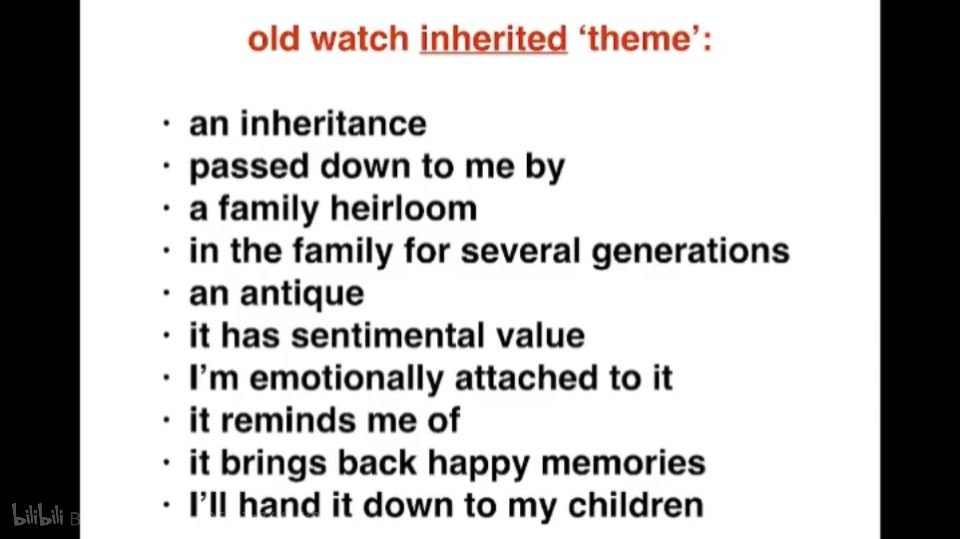 old watch inherited ‘theme’:
· an inheritance
· passed down to me by
· a family heirloom
· in the family for several generations
· an antique
· it has sentimental value
· I’m emotionally attached to it
· it reminds me of
· it brings back happy memories
· I’ll hand it down to my children
bilibili B